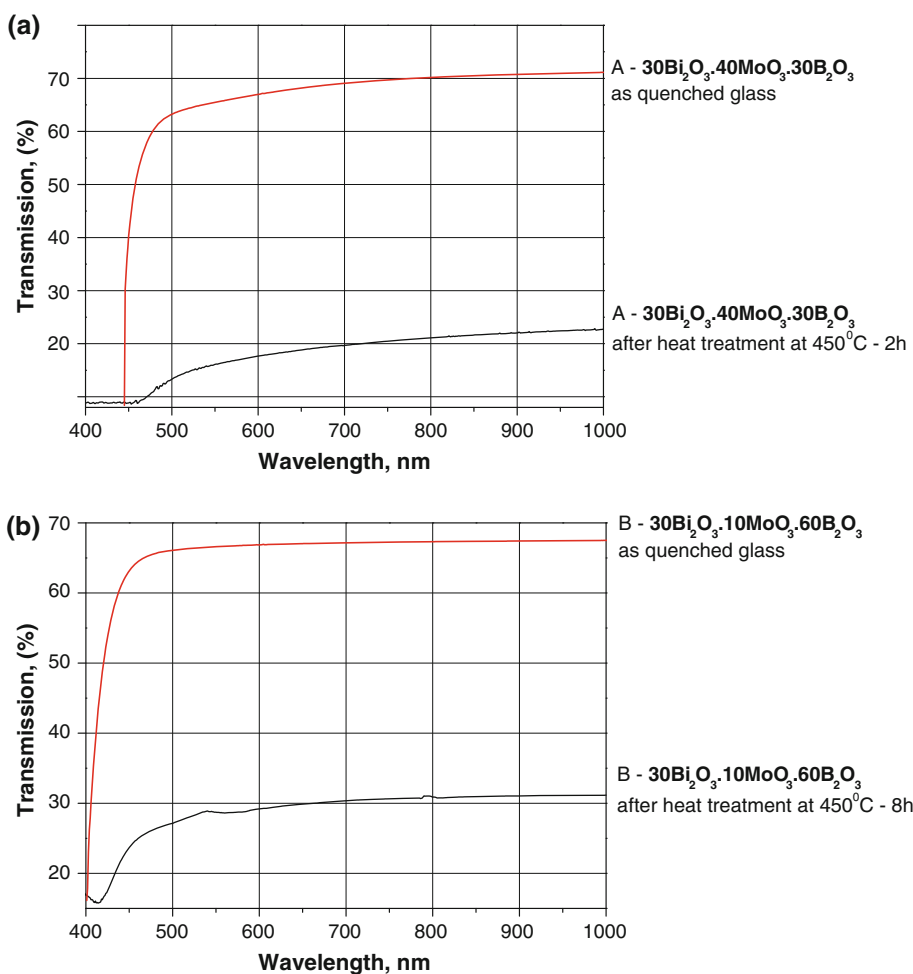 (a)
Transmission, (%)
70
60
50
40
30
20
400 500 600 700 800 900 1000
Wavelength, nm
A - 30Bi₂O₃.40MoO₃.30B₂O₃
as quenched glass
A - 30Bi₂O₃.40MoO₃.30B₂O₃
after heat treatment at 450⁰C - 2h
(b)
Transmission, (%)
70
60
50
40
30
20
400 500 600 700 800 900 1000
Wavelength, nm
B - 30Bi₂O₃.10MoO₃.60B₂O₃
as quenched glass
B - 30Bi₂O₃.10MoO₃.60B₂O₃
after heat treatment at 450⁰C - 8h